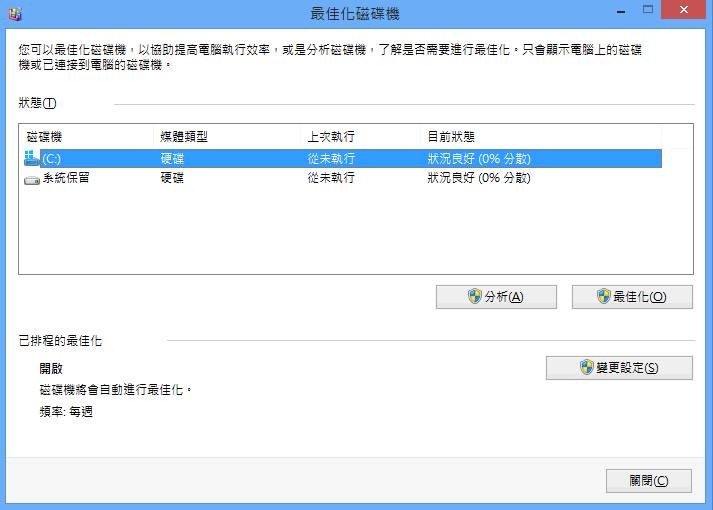 最佳化磁碟機
您可以最佳化磁碟機，以協助提高電腦執行效率，或是分析磁碟機，了解是否需要進行最佳化。只會顯示電腦上的磁碟
機或已連接到電腦的磁碟機。
狀態(T)
磁碟機 媒體類型 上次執行 目前狀態
(C:) 硬碟 從未執行 狀況良好 (0% 分散)
系統保留 硬碟 從未執行 狀況良好 (0% 分散)
分析(A) 最佳化(O)
已排程的最佳化
開啟 變更設定(S)
磁碟機將會自動進行最佳化。
頻率: 每週
關閉(C)